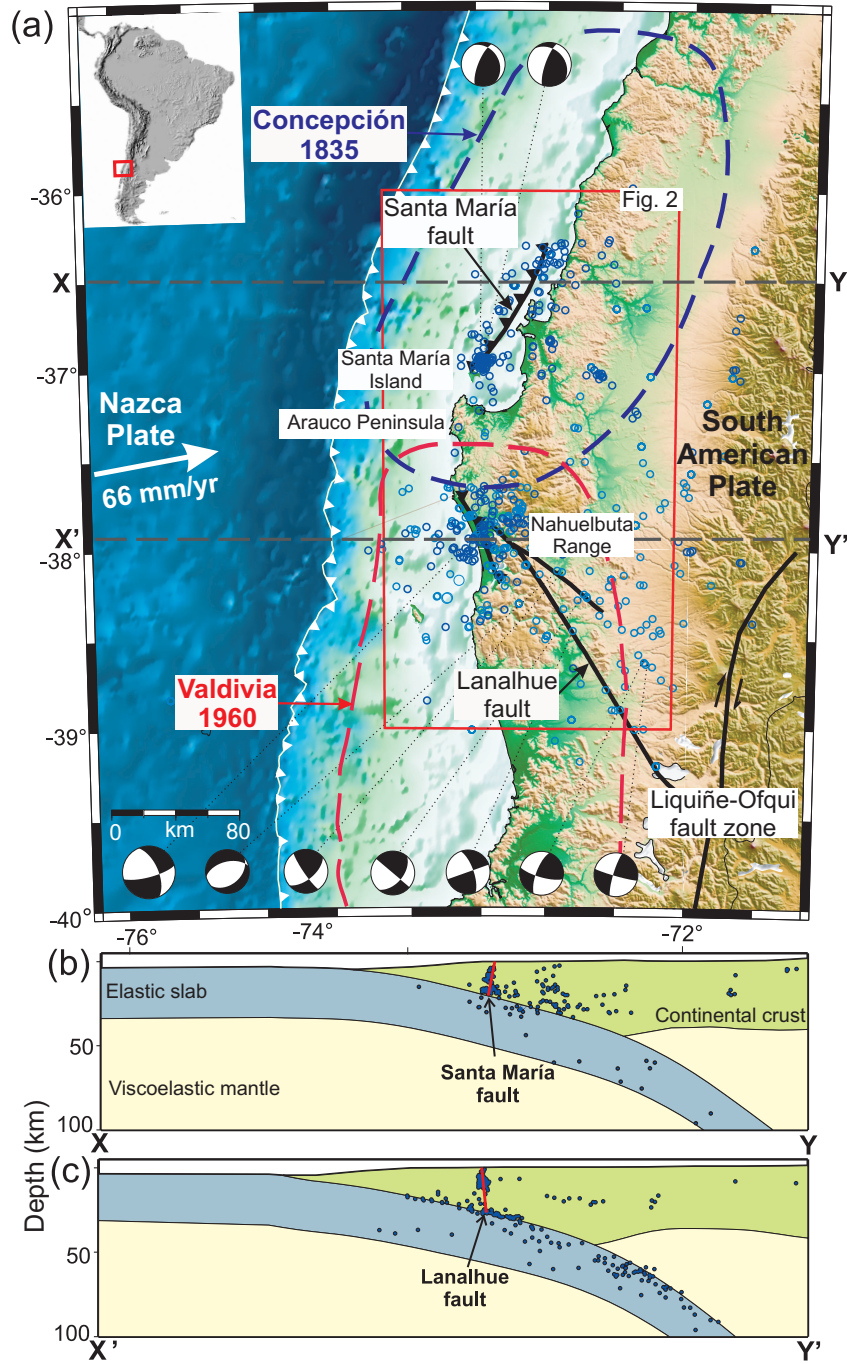 (a)
Concepción
1835
-36°
Santa María
fault
Fig. 2
X
Y
Santa María
Island
-37°
Arauco Peninsula
Nazca
Plate
66 mm/yr
South
American
Plate
X'
Y'
Nahuelbuta
Range
-38°
Valdivia
1960
Lanalhue
fault
-39°
Liquiñe-Ofqui
fault zone
0 km 80
-40°
-76° -74° -72°
(b)
Elastic slab
Continental crust
50
Santa María
fault
Viscoelastic mantle
100
X
Y
Depth (km)
(c)
50
Lanalhue
fault
100
X'
Y'